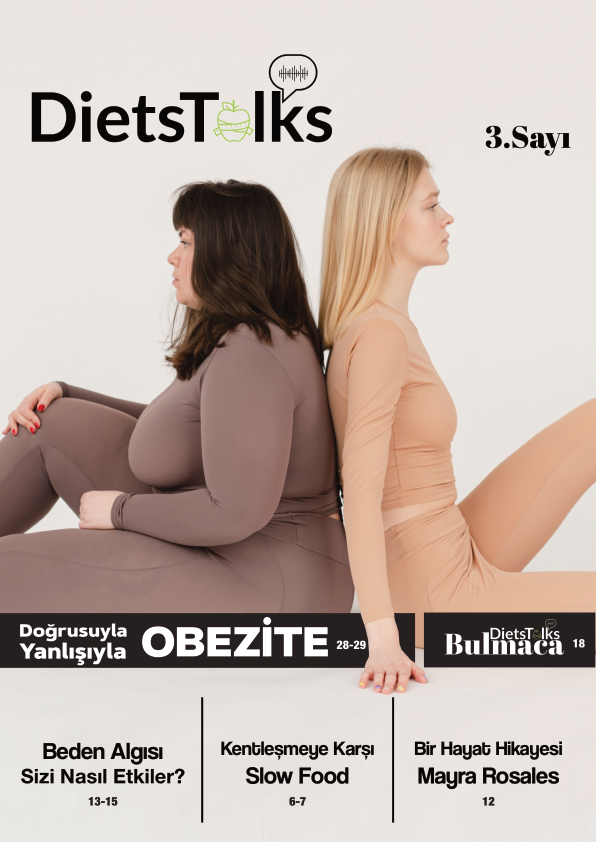 DietsTalks
3.Sayı
Doğrusuyla
Yanlışıyla
OBEZİTE
28-29
DietsTalks
Bulmaca
18
Beden Algısı
Sizi Nasıl Etkiler?
13-15
Kentleşmeye Karşı
Slow Food
6-7
Bir Hayat Hikayesi
Mayra Rosales
12